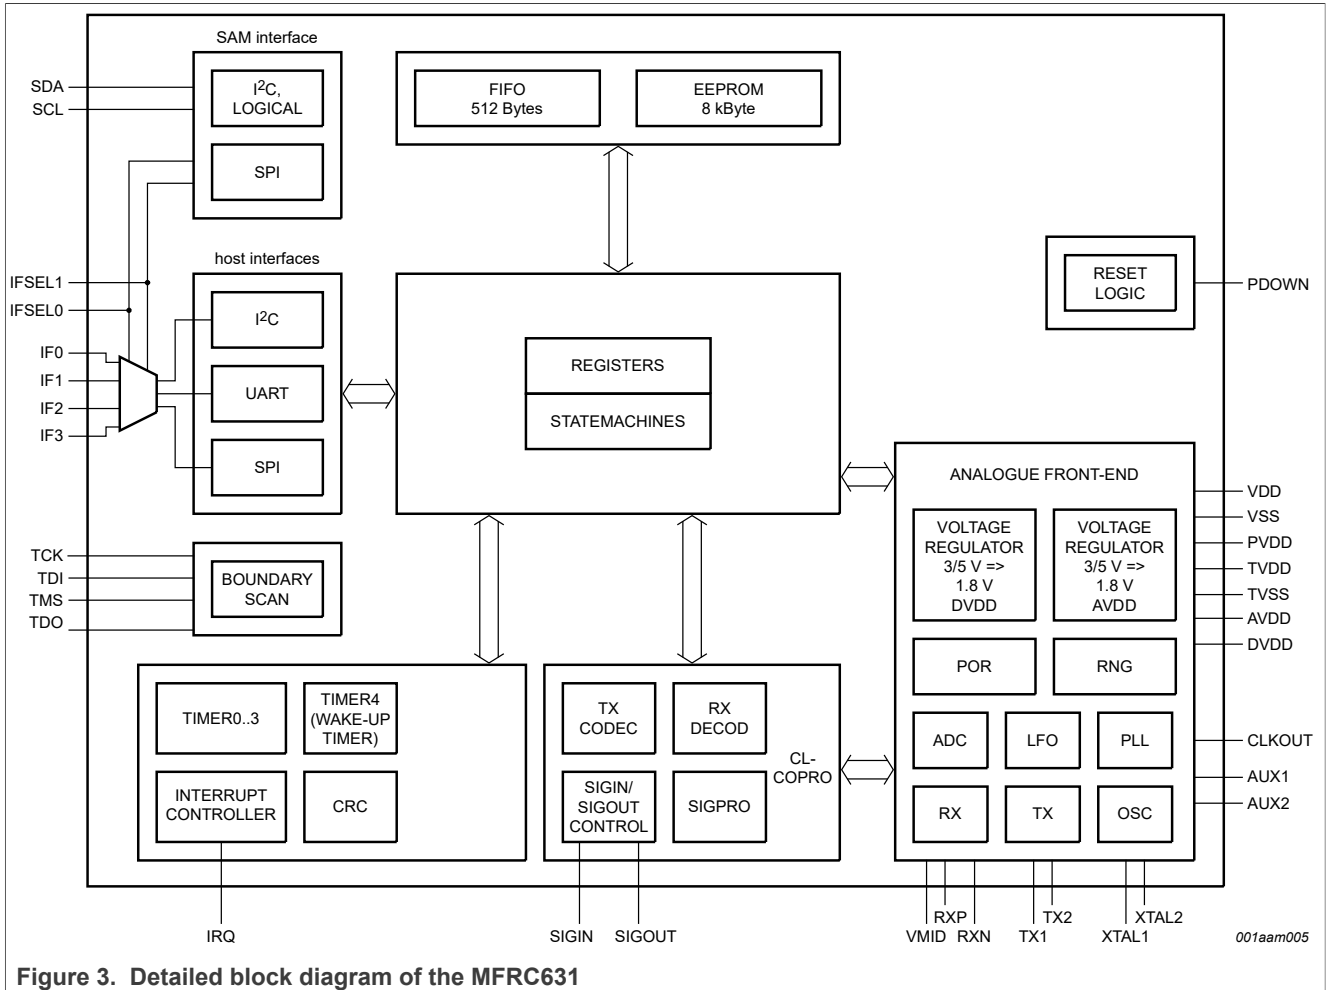 SAM interface
SDA
SCL
I2C,
LOGICAL
SPI
FIFO
512 Bytes
EEPROM
8 kByte
host interfaces
IFSEL1
IFSEL0
IF0
IF1
IF2
IF3
I2C
UART
SPI
REGISTERS
STATEMACHINES
RESET
LOGIC
PDOWN
TCK
TDI
TMS
TDO
BOUNDARY
SCAN
ANALOGUE FRONT-END
VOLTAGE
REGULATOR
3/5 V =>
1.8 V
DVDD
VOLTAGE
REGULATOR
3/5 V =>
1.8 V
AVDD
POR
RNG
ADC
LFO
PLL
RX
TX
OSC
VDD
VSS
PVDD
TVDD
TVSS
AVDD
DVDD
CLKOUT
AUX1
AUX2
TIMER0..3
TIMER4
(WAKE-UP
TIMER)
INTERRUPT
CONTROLLER
CRC
TX
CODEC
RX
DECOD
SIGIN/
SIGOUT
CONTROL
SIGPRO
CL-
COPRO
IRQ
SIGIN
SIGOUT
VMID
RXP
RXN
TX1
TX2
XTAL1
XTAL2
001aam005
Figure 3. Detailed block diagram of the MFRC631